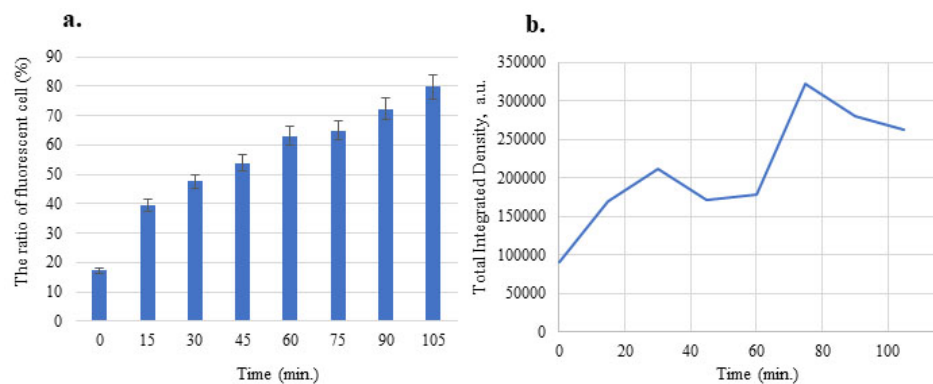 a.
The ratio of fluorescent cell (%)
90
80
70
60
50
40
30
20
10
0
0 15 30 45 60 75 90 105
Time (min.)
b.
Total Integrated Density, a.u.
350000
300000
250000
200000
150000
100000
50000
0
0 20 40 60 80 100
Time (min.)